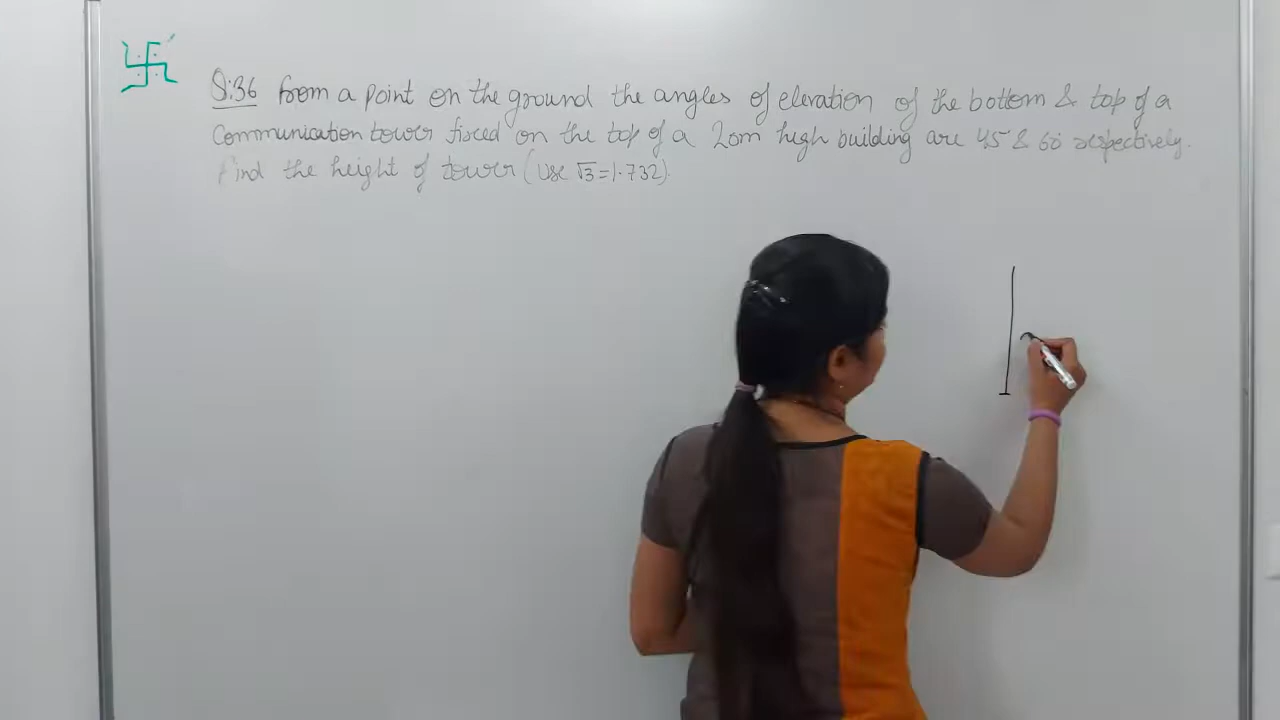 Q:36 From a point on the ground the angles of elevation of the bottom & top of a
communication tower fixed on the top of a 20m high building are 45° & 60° respectively.
Find the height of tower (Use √3=1.732).